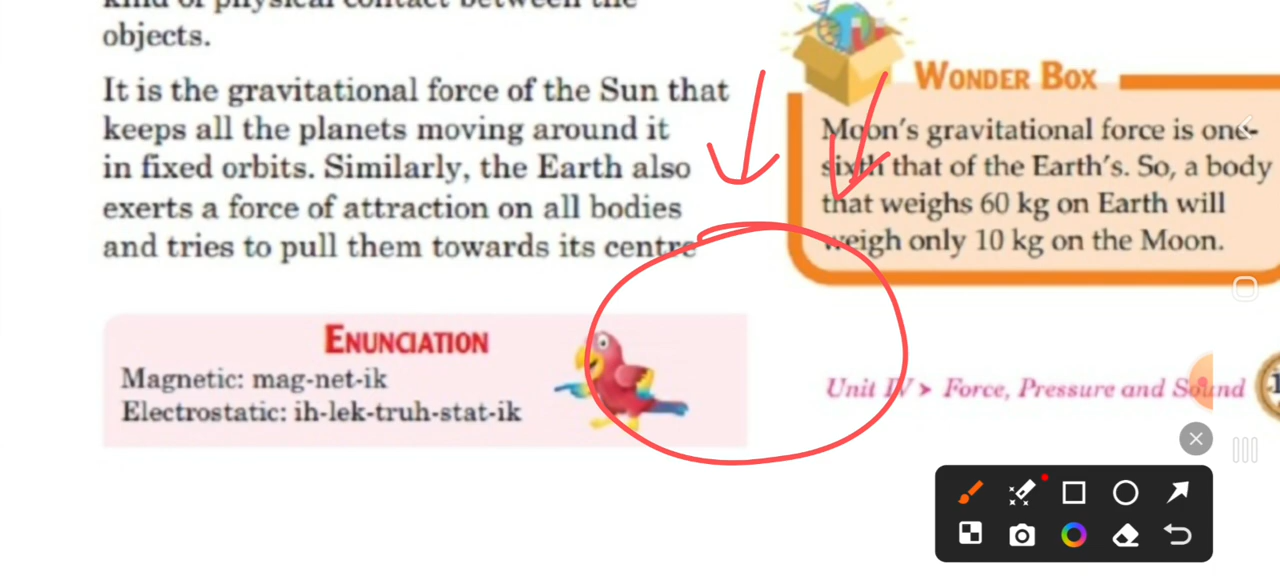 objects.
It is the gravitational force of the Sun that
keeps all the planets moving around it
in fixed orbits. Similarly, the Earth also
exerts a force of attraction on all bodies
and tries to pull them towards its centre
ENUNCIATION
Magnetic: mag-net-ik
Electrostatic: ih-lek-truh-stat-ik
WONDER BOX
Moon's gravitational force is one-
sixth that of the Earth's. So, a body
that weighs 60 kg on Earth will
weigh only 10 kg on the Moon.
Unit IV > Force, Pressure and Sound